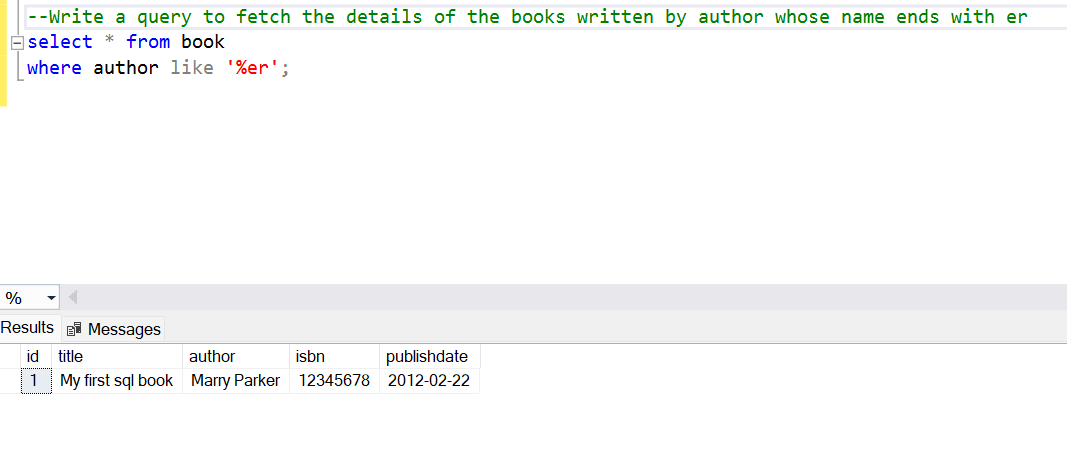 --Write a query to fetch the details of the books written by author whose name ends with er
select * from book
where author like '%er';
%
Results Messages
id title author isbn publishdate
1 My first sql book Marry Parker 12345678 2012-02-22